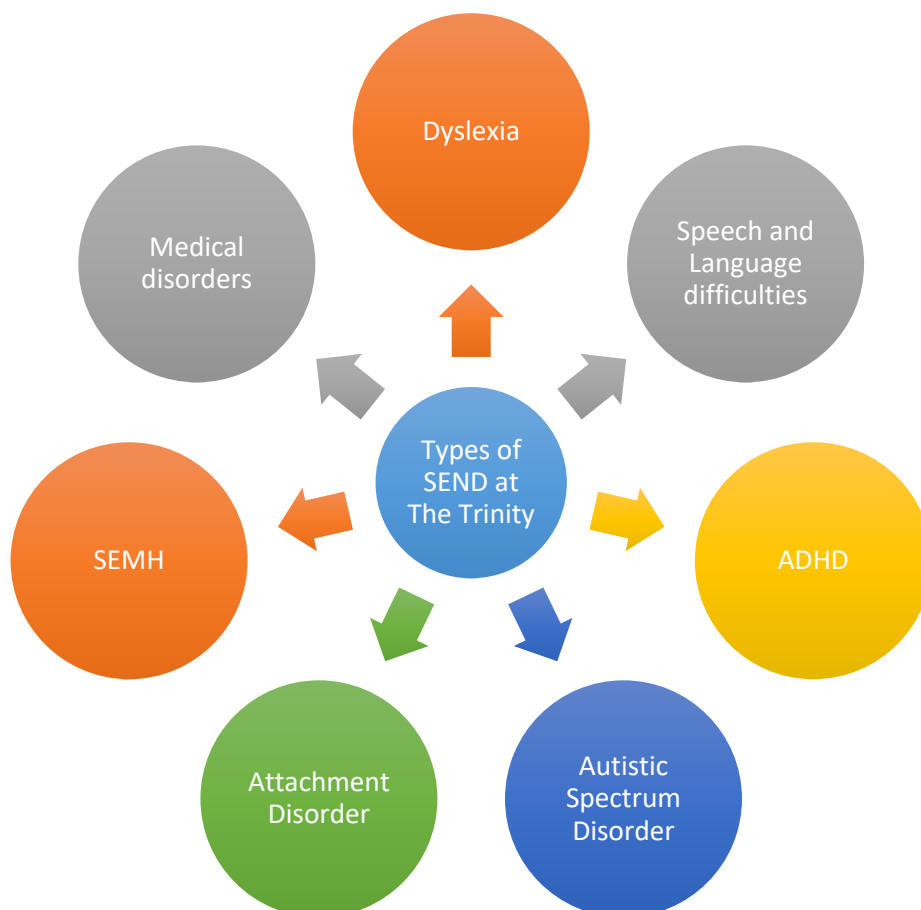 Dyslexia
Speech and
Language
difficulties
ADHD
Autistic
Spectrum
Disorder
Attachment
Disorder
SEMH
Medical
disorders
Types of
SEND at
The Trinity